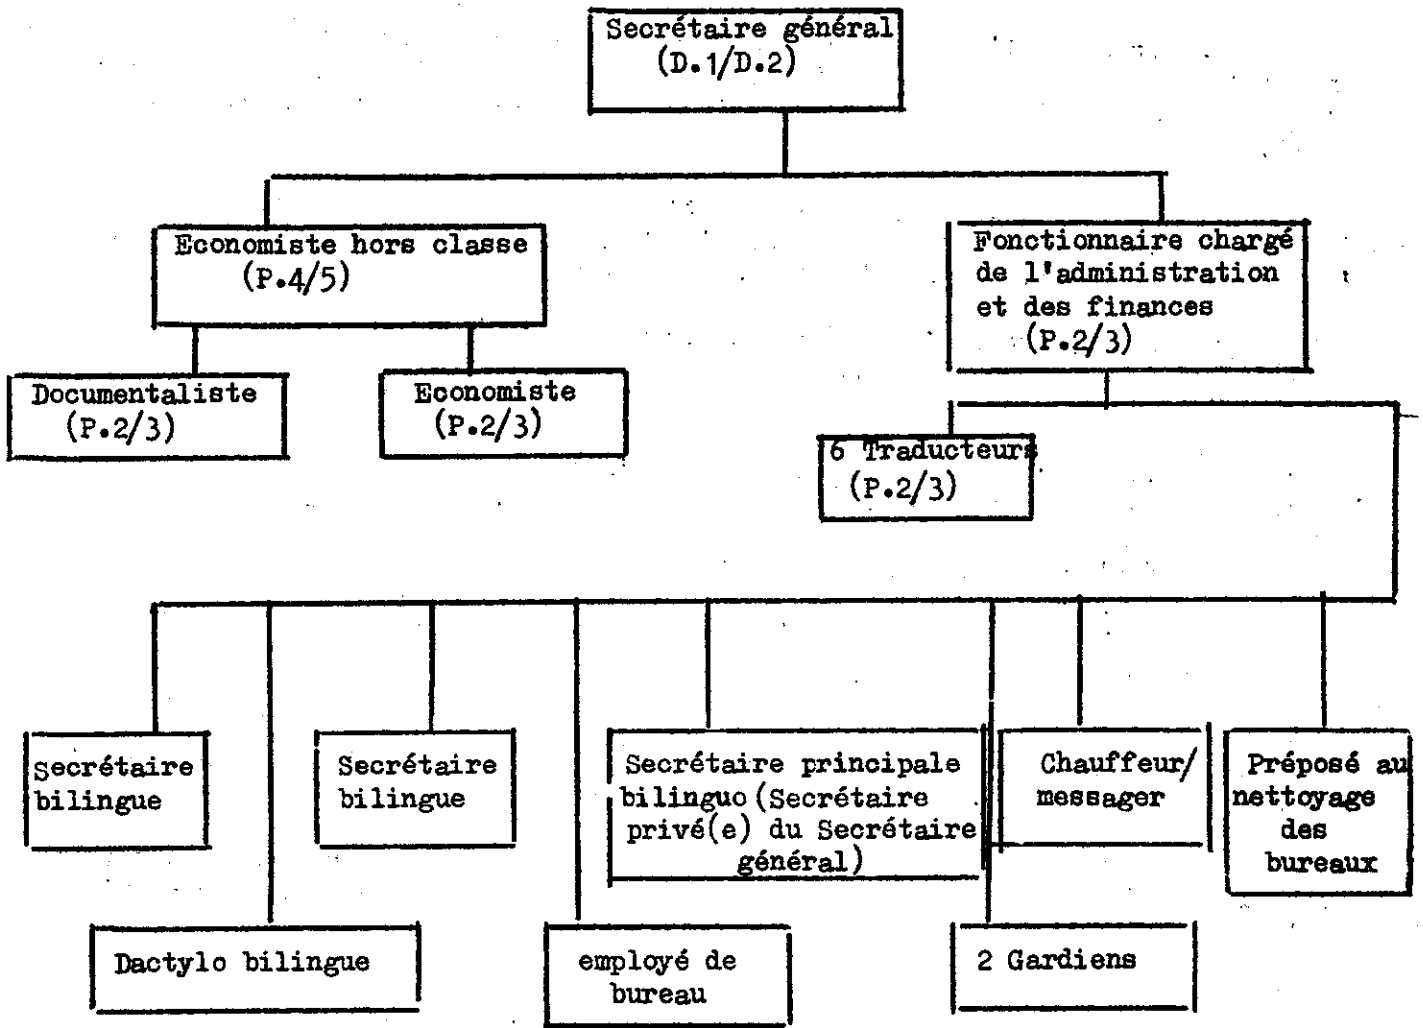 Secrétaire général
(D.1/D.2)
Economiste hors classe
(P.4/5)
Fonctionnaire chargé
de l'administration
et des finances
(P.2/3)
Documentaliste
(P.2/3)
Economiste
(P.2/3)
6 Traducteurs
(P.2/3)
Secrétaire
bilingue
Secrétaire
bilingue
Secrétaire principale
bilinguo (Secrétaire
privé(e) du Secrétaire
général)
Chauffeur/
messager
Préposé au
nettoyage
des
bureaux
Dactylo bilingue
employé de
bureau
2 Gardiens